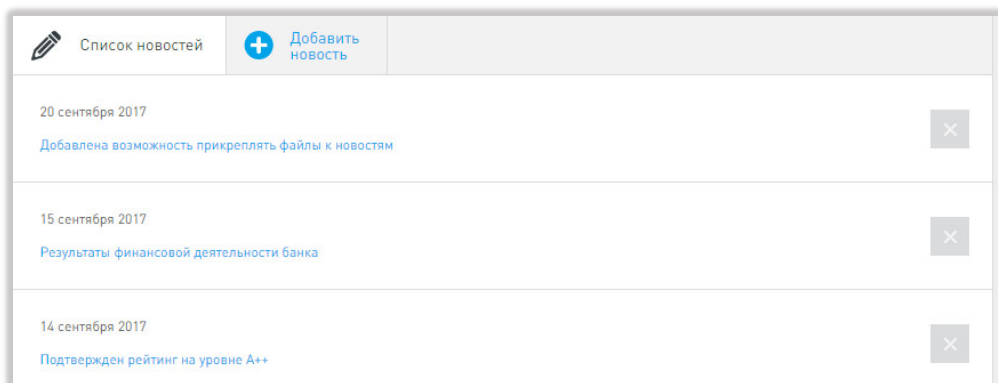 Список новостей
Добавить
новость
20 сентября 2017
Добавлена возможность прикреплять файлы к новостям
15 сентября 2017
Результаты финансовой деятельности банка
14 сентября 2017
Подтвержден рейтинг на уровне А++